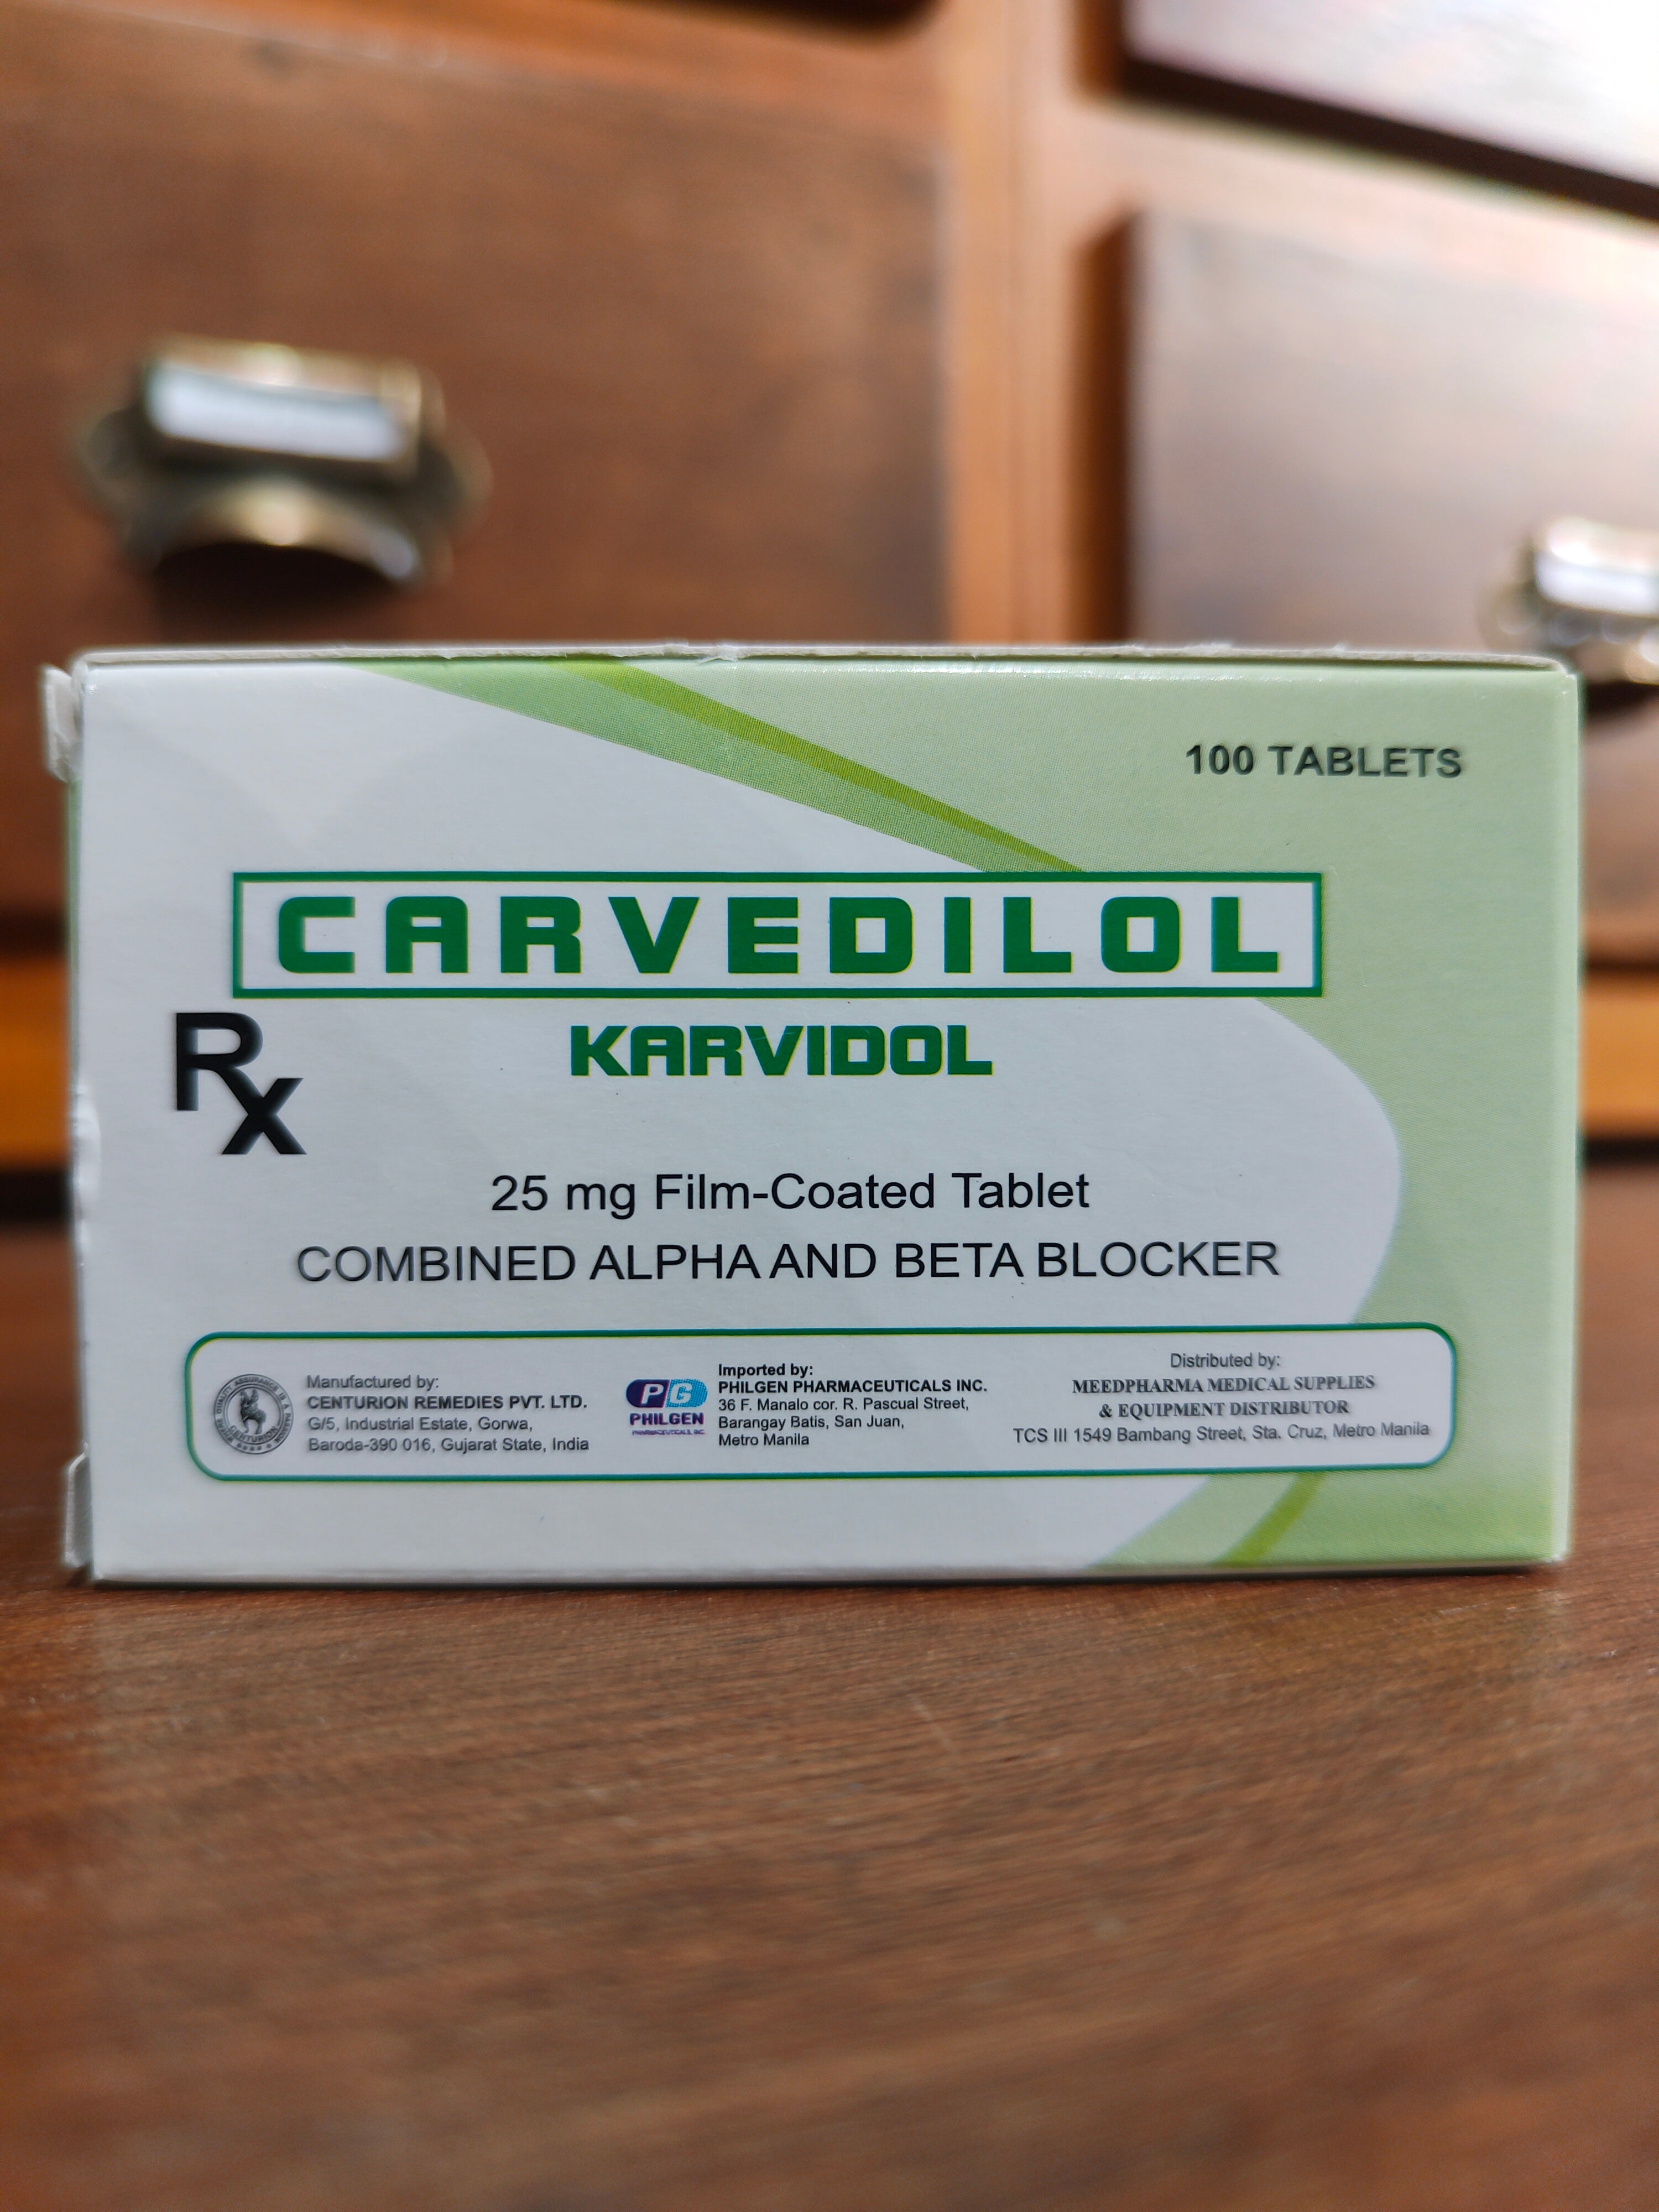 100 TABLETS
CARVEDILOL
Rx
KARVIDOL
25 mg Film-Coated Tablet
COMBINED ALPHA AND BETA BLOCKER
Manufactured by:
CENTURION REMEDIES PVT. LTD.
G/5, Industrial Estate, Gorwa,
Baroda-390 016, Gujarat State, India
PG
PHILGEN
PHARMACEUTICALS, INC.
Imported by:
PHILGEN PHARMACEUTICALS INC.
36 F. Manalo cor. R. Pascual Street,
Barangay Batis, San Juan,
Metro Manila
Distributed by:
MEEDPHARMA MEDICAL SUPPLIES
& EQUIPMENT DISTRIBUTOR
TCS III 1549 Bambang Street, Sta. Cruz, Metro Manila
CENTURION